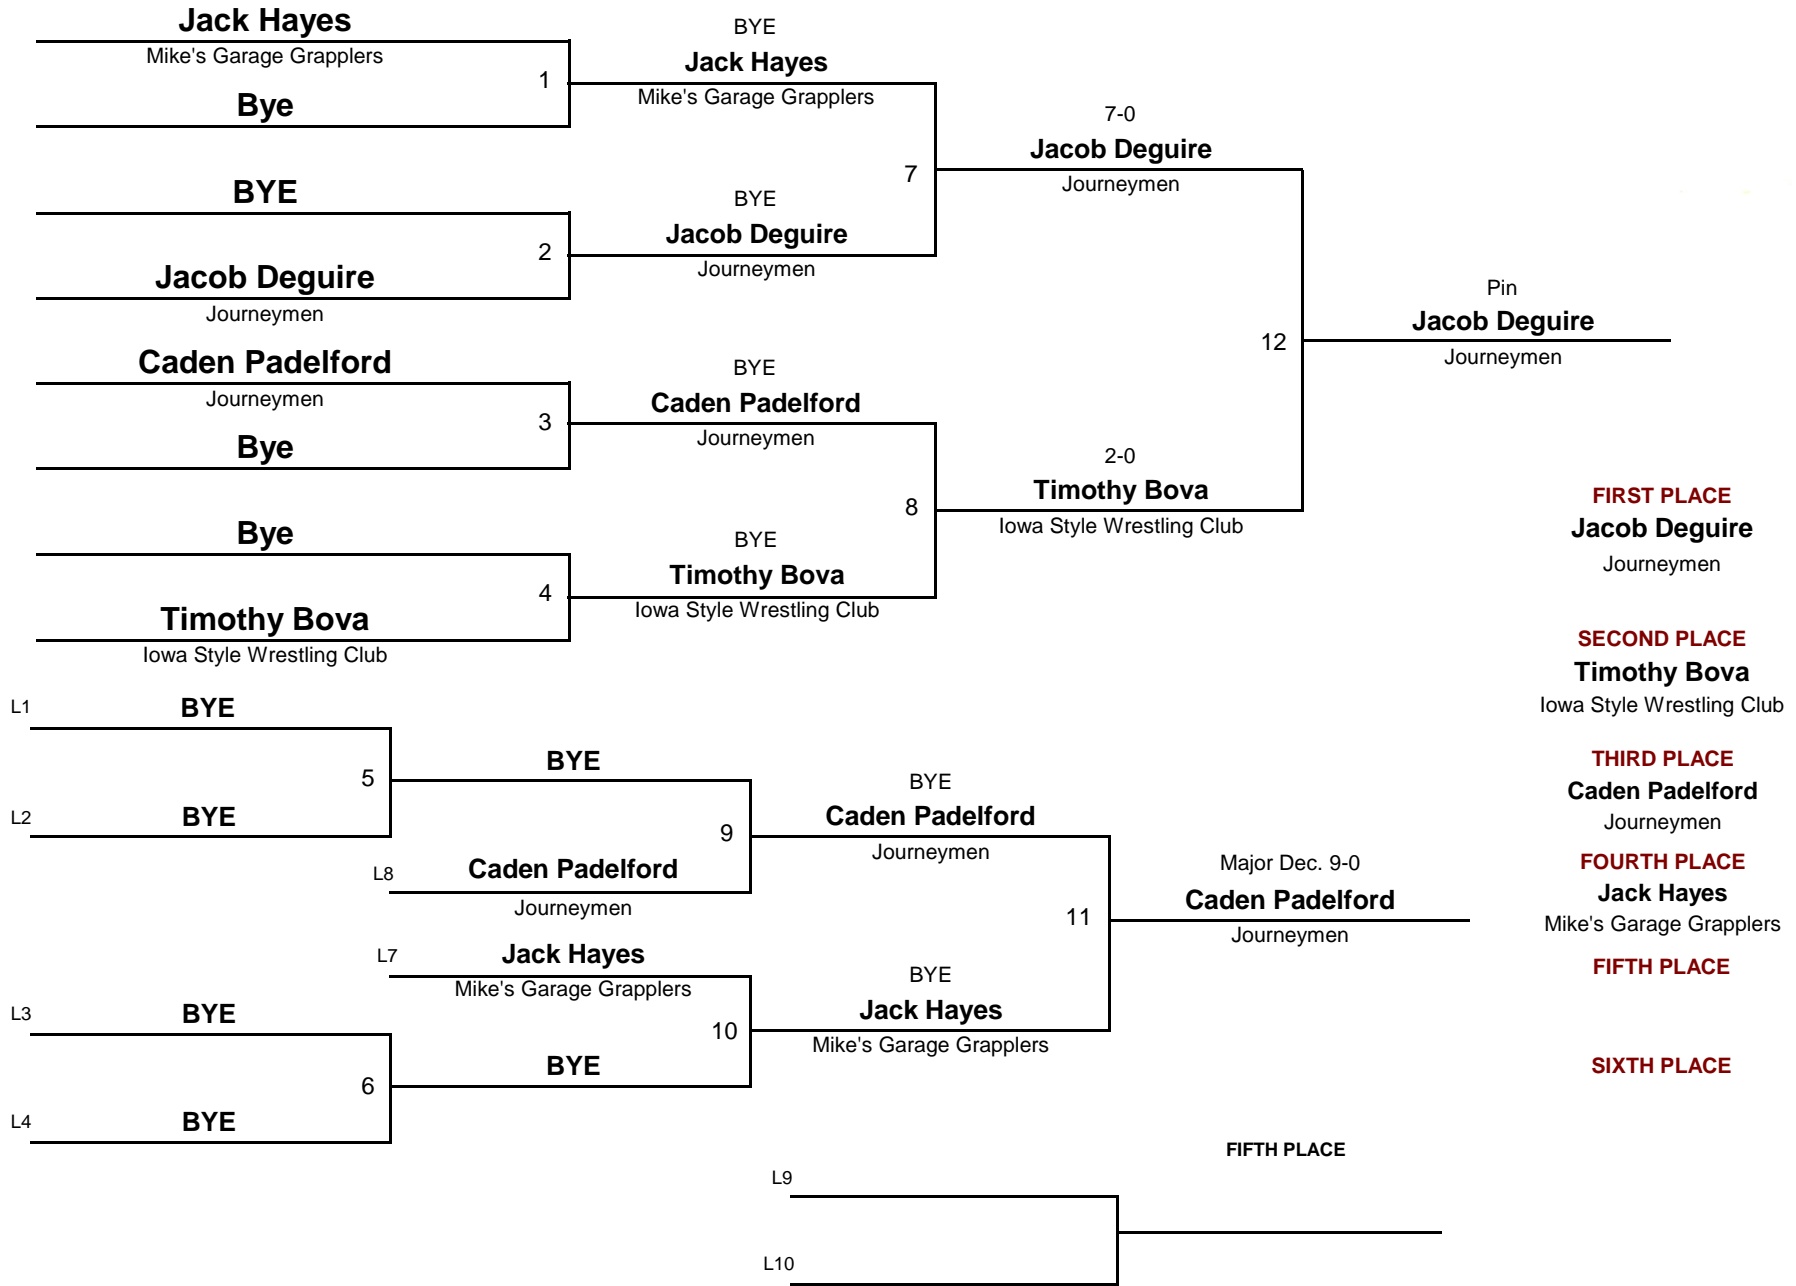 Jack Hayes
Mike's Garage Grapplers
1
Bye
BYE
Jack Hayes
Mike's Garage Grapplers
7
7-0
Jacob Deguire
Journeymen
BYE
2
Jacob Deguire
Journeymen
BYE
Jacob Deguire
Journeymen
12
Pin
Jacob Deguire
Journeymen
Caden Padelford
Journeymen
3
Bye
BYE
Caden Padelford
Journeymen
8
2-0
Timothy Bova
Iowa Style Wrestling Club
Bye
4
Timothy Bova
Iowa Style Wrestling Club
BYE
Timothy Bova
Iowa Style Wrestling Club
FIRST PLACE
Jacob Deguire
Journeymen
SECOND PLACE
Timothy Bova
Iowa Style Wrestling Club
THIRD PLACE
Caden Padelford
Journeymen
FOURTH PLACE
Jack Hayes
Mike's Garage Grapplers
FIFTH PLACE
SIXTH PLACE
L1 BYE
5
L2 BYE
BYE
9
L8 Caden Padelford
Journeymen
BYE
Caden Padelford
Journeymen
11
Major Dec. 9-0
Caden Padelford
Journeymen
L7 Jack Hayes
Mike's Garage Grapplers
10
BYE
BYE
Jack Hayes
Mike's Garage Grapplers
L3 BYE
6
L4 BYE
FIFTH PLACE
L9
L10